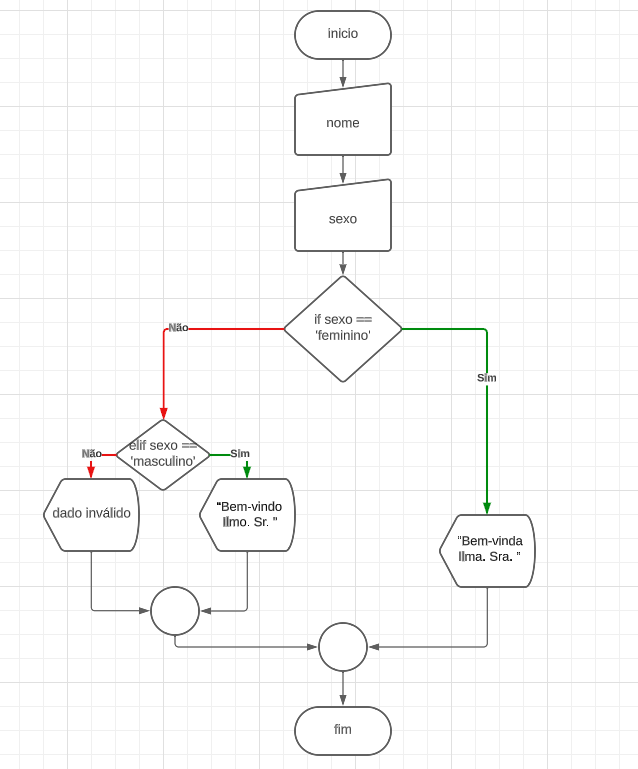 inicio
nome
sexo
if sexo ==
'feminino'
Não
Sim
elif sexo ==
'masculino'
Não
Sim
dado inválido
"Bem-vindo
Ilmo. Sr. "
"Bem-vinda
Ilma. Sra. "
fim